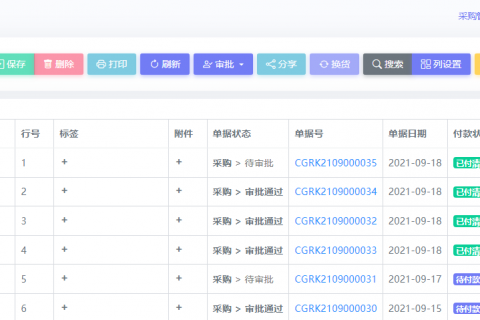 采购
保存 删除 打印 刷新 审批 分享 换货 搜索 列设置
行号 标签 附件 单据状态 单据号 单据日期 付款状
1 + + 采购 > 待审批 CGRK2109000035 2021-09-18 已付清
2 + + 采购 > 审批通过 CGRK2109000034 2021-09-18 已付清
3 + + 采购 > 审批通过 CGRK2109000032 2021-09-18 已付清
4 + + 采购 > 审批通过 CGRK2109000033 2021-09-18 已付清
5 + + 采购 > 待审批 CGRK2109000031 2021-09-17 待付款
6 + + 采购 > 审批通过 CGRK2109000030 2021-09-15 待付款